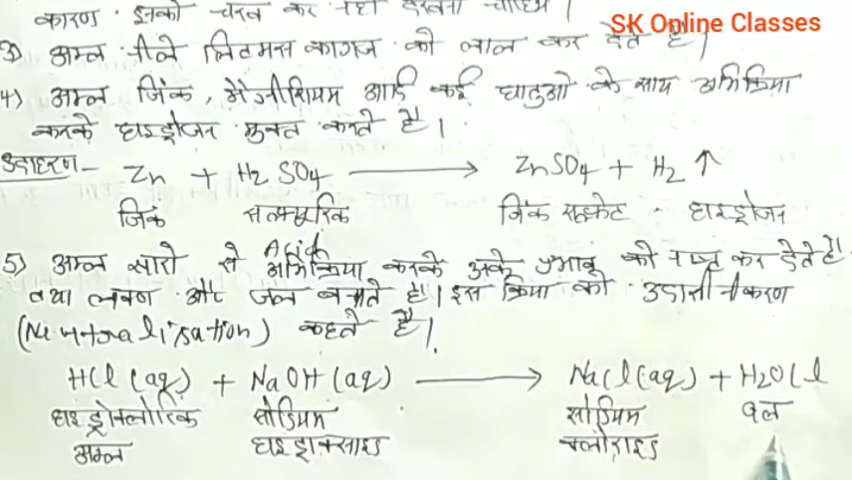 कारण इनको चखब कर नहीं देखना चाहिए।
SK Online Classes
3) अम्ल नीले लिटमस कागज को लाल कर देते है।
4) अम्ल जिंक, मैग्नीशियम आदि कई धातुओ के साथ अभिक्रिया
करके हाइड्रोजन मुक्त करते है।
उदाहरण - Zn + H2SO4 ⟶ ZnSO4 + H2 ↑
जिंक सल्फ्यूरिक जिंक सल्फेट हाइड्रोजन
Acid
5) अम्ल क्षारो से अभिक्रिया करके उनके प्रभाव को नष्ट कर देते है
तथा लवण और जल बनाते है। इस क्रिया को उदासीनीकरण
(Neutralisation) कहते है।
HCl (aq) + NaOH (aq) ⟶ NaCl (aq) + H2O (l
हाइड्रोक्लोरिक सोडियम सोडियम जल
अम्ल हाइड्राक्साइड क्लोराइड